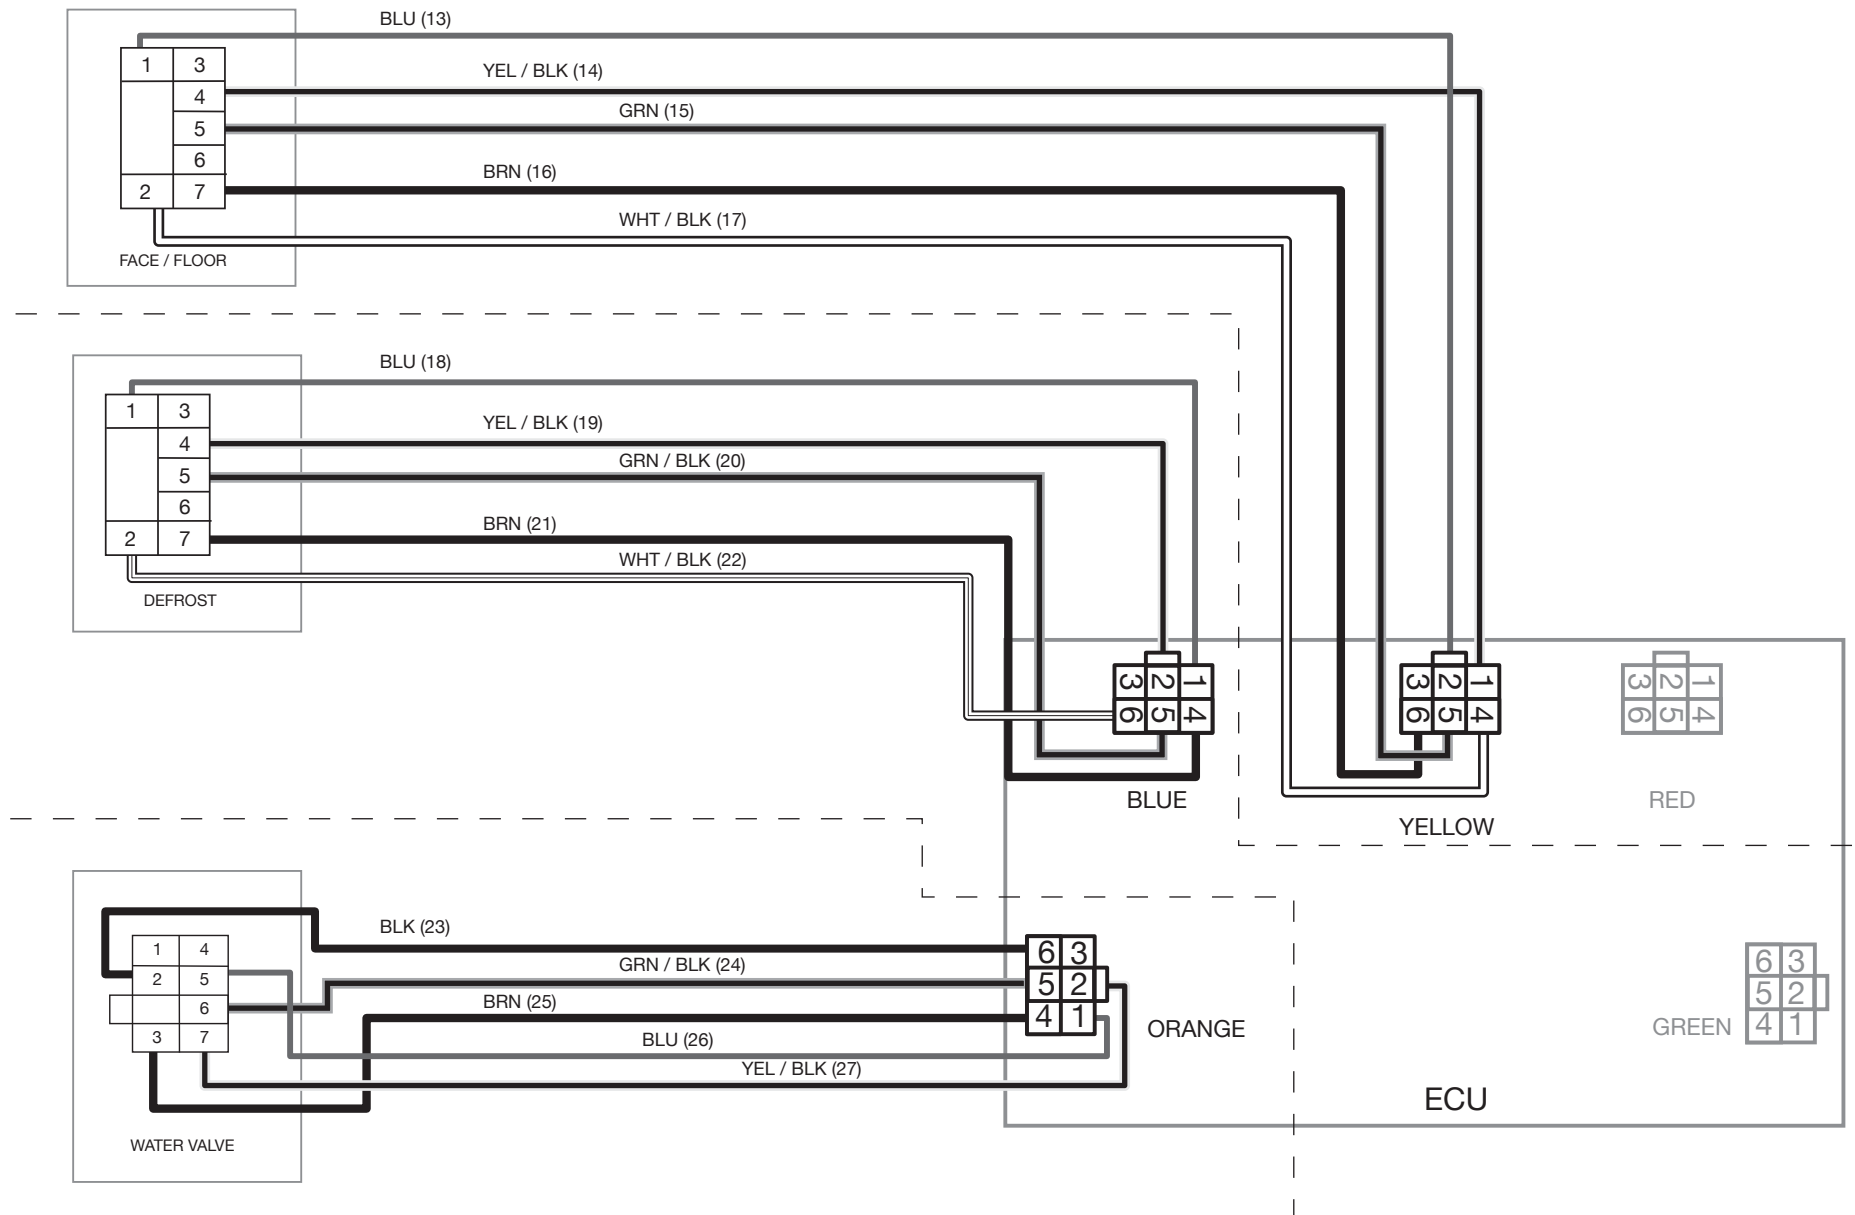 BLU (13)
1 3
YEL / BLK (14)
4
GRN (15)
5
6
BRN (16)
2 7
WHT / BLK (17)
FACE / FLOOR
BLU (18)
1 3
YEL / BLK (19)
4
GRN / BLK (20)
5
6
BRN (21)
2 7
WHT / BLK (22)
DEFROST
3 2 1
6 5 4
BLUE
3 2 1
6 5 4
YELLOW
3 2 1
6 5 4
RED
BLK (23)
1 4
2 5
6
3 7
GRN / BLK (24)
BRN (25)
BLU (26)
YEL / BLK (27)
WATER VALVE
6 3
5 2
4 1
ORANGE
6 3
5 2
4 1
GREEN
ECU